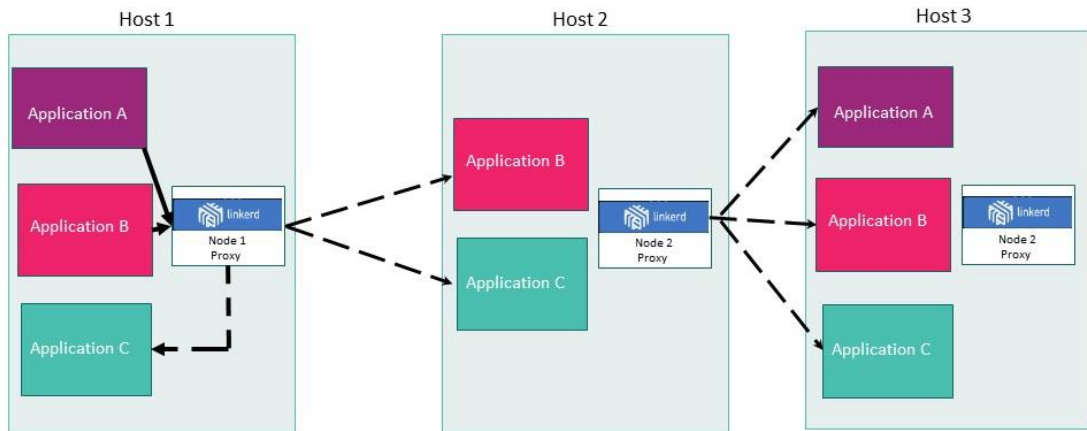 Host 1
Application A
Application B
linkerd
Node 1
Proxy
Application C
Host 2
Application B
linkerd
Node 2
Proxy
Application C
Host 3
Application A
Application B
linkerd
Node 2
Proxy
Application C